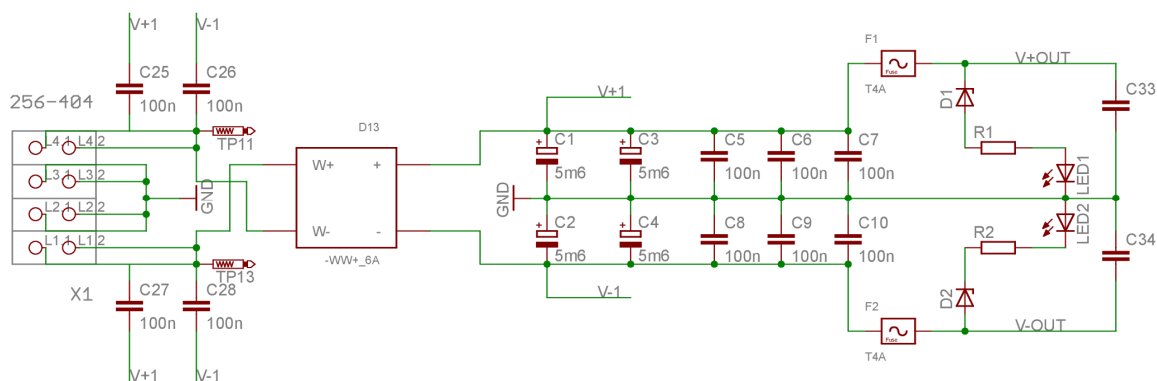 V+1
V-1
C25
C26
100n
100n
256-404
TP11
L4 1
L4 2
L3 1
L3 2
L2 1
L2 2
L1 1
L1 2
GND
X1
TP13
C27
C28
100n
100n
V+1
V-1
D13
W+
+
W-
-
-WW+_6A
V+1
+
C1
5m6
+
C3
5m6
C5
100n
C6
100n
C7
100n
GND
+
C2
5m6
+
C4
5m6
C8
100n
C9
100n
C10
100n
V-1
F1
Fuse
T4A
V+OUT
D1
R1
LED1
C33
LED2
R2
D2
C34
F2
Fuse
T4A
V-OUT